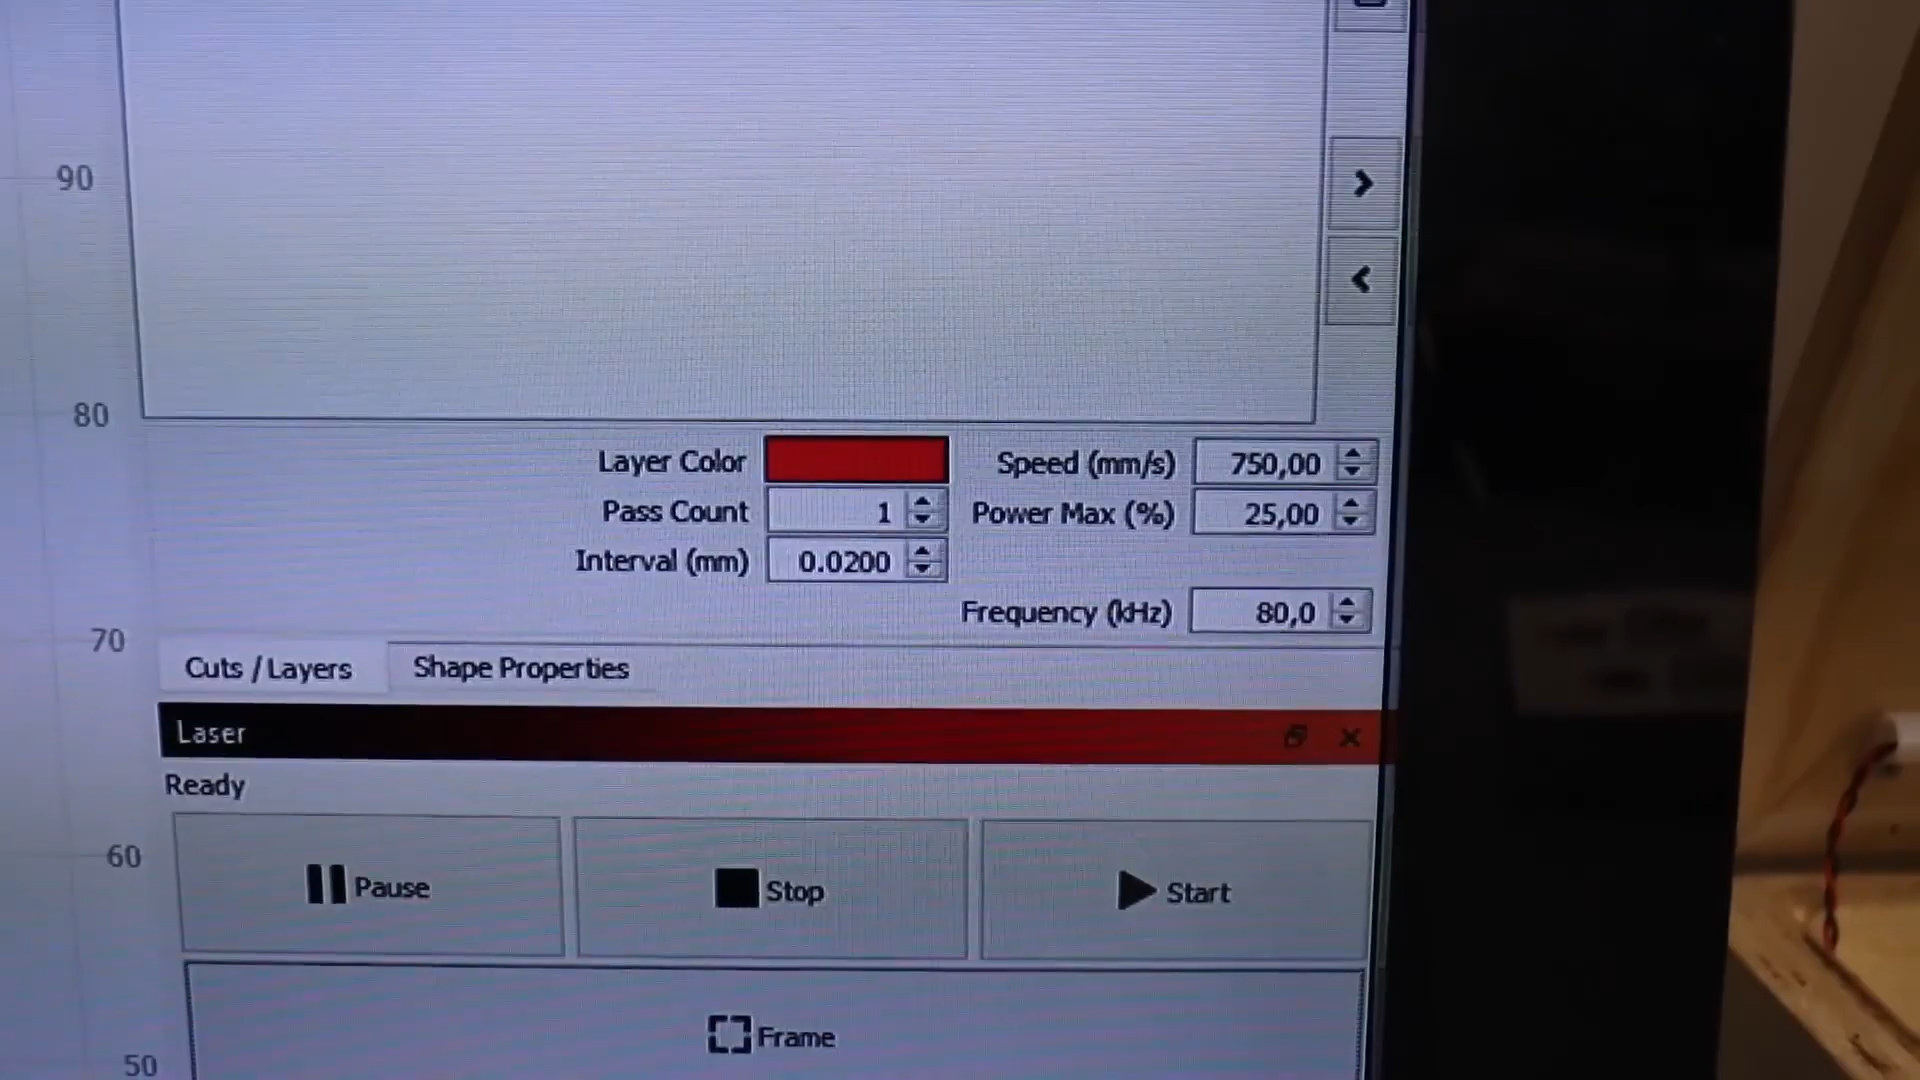 90
80
Layer Color
Speed (mm/s) 750,00
Pass Count 1
Power Max (%) 25,00
Interval (mm) 0.0200
Frequency (kHz) 80,0
70
Cuts / Layers Shape Properties
Laser
Ready
60
Pause Stop Start
Frame
50